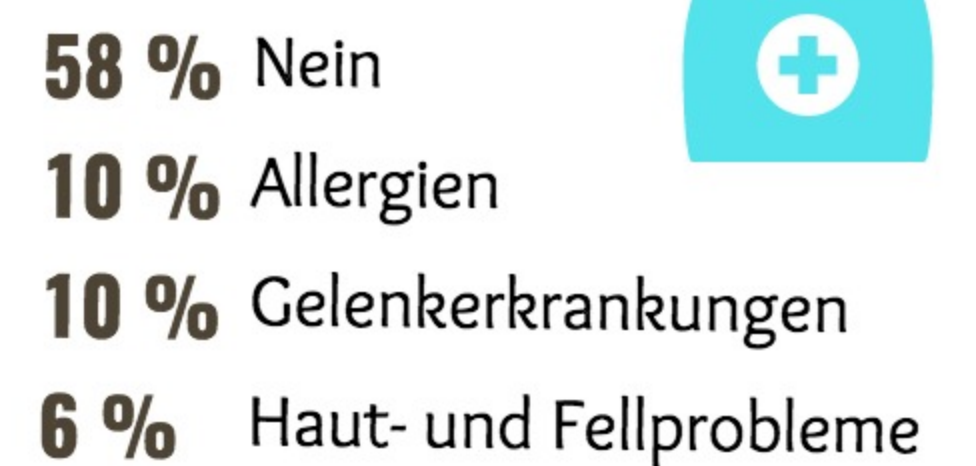 58 % Nein
10 % Allergien
10 % Gelenkerkrankungen
6 % Haut- und Fellprobleme